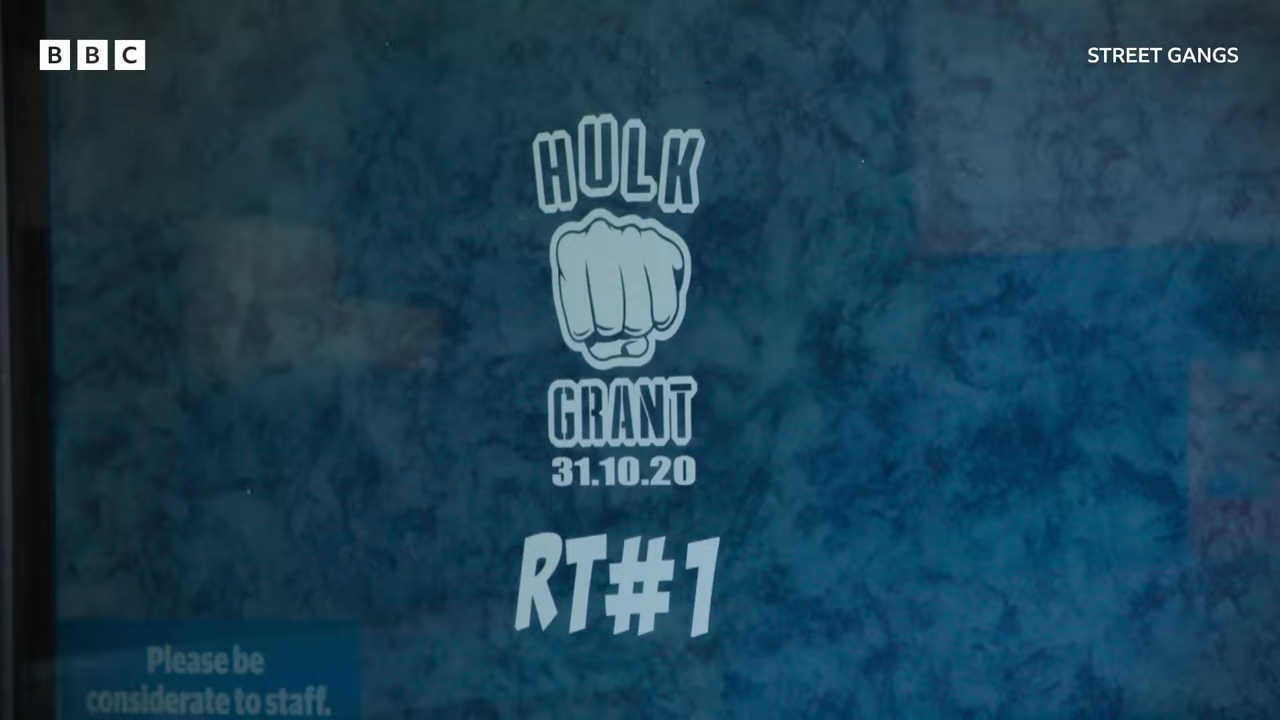 BBC
STREET GANGS
HULK
GRANT
31.10.20
RT#1
Please be
considerate to staff.